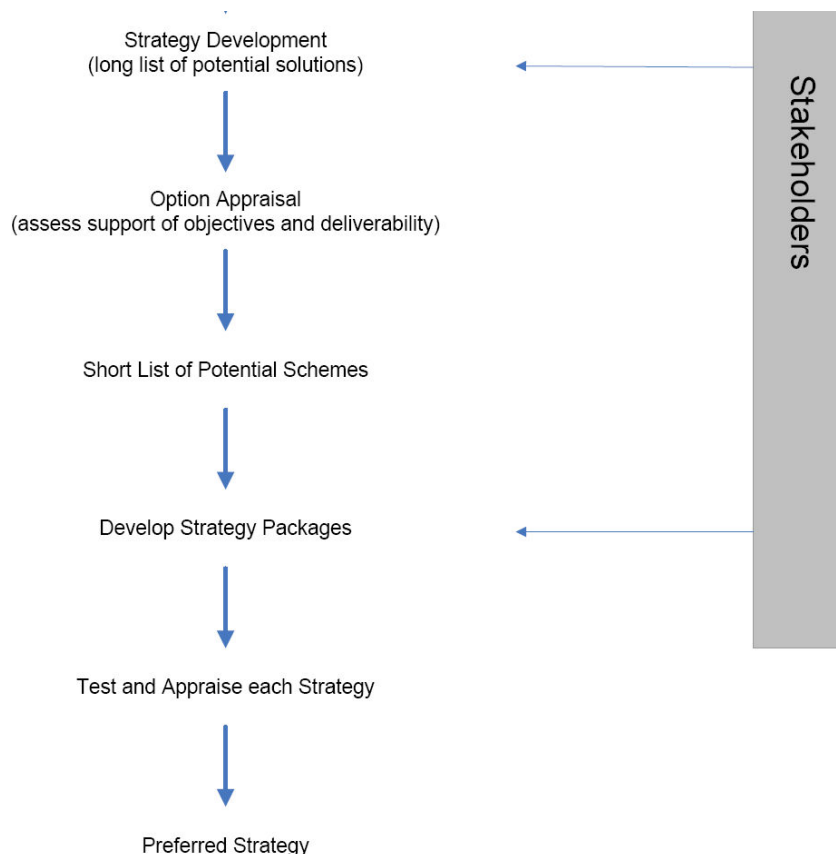 Strategy Development
(long list of potential solutions)
Stakeholders
Option Appraisal
(assess support of objectives and deliverability)
Short List of Potential Schemes
Develop Strategy Packages
Test and Appraise each Strategy
Preferred Strategy